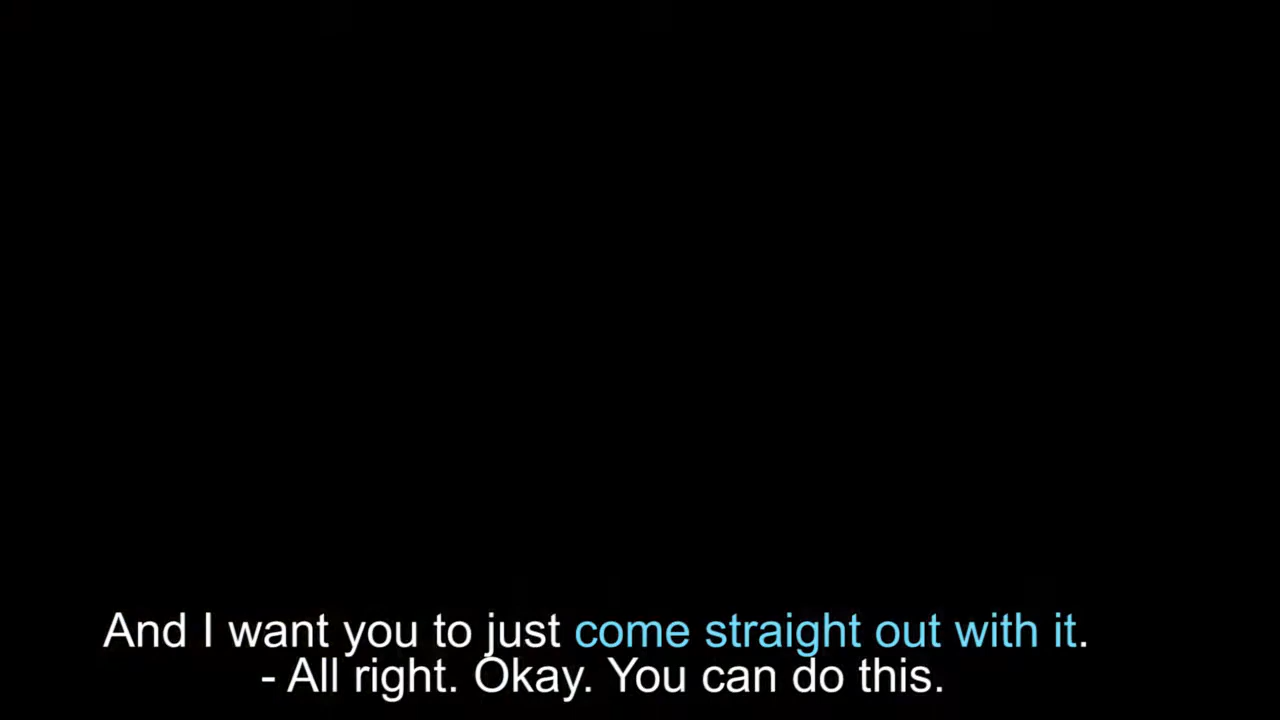 And I want you to just come straight out with it.
- All right. Okay. You can do this.